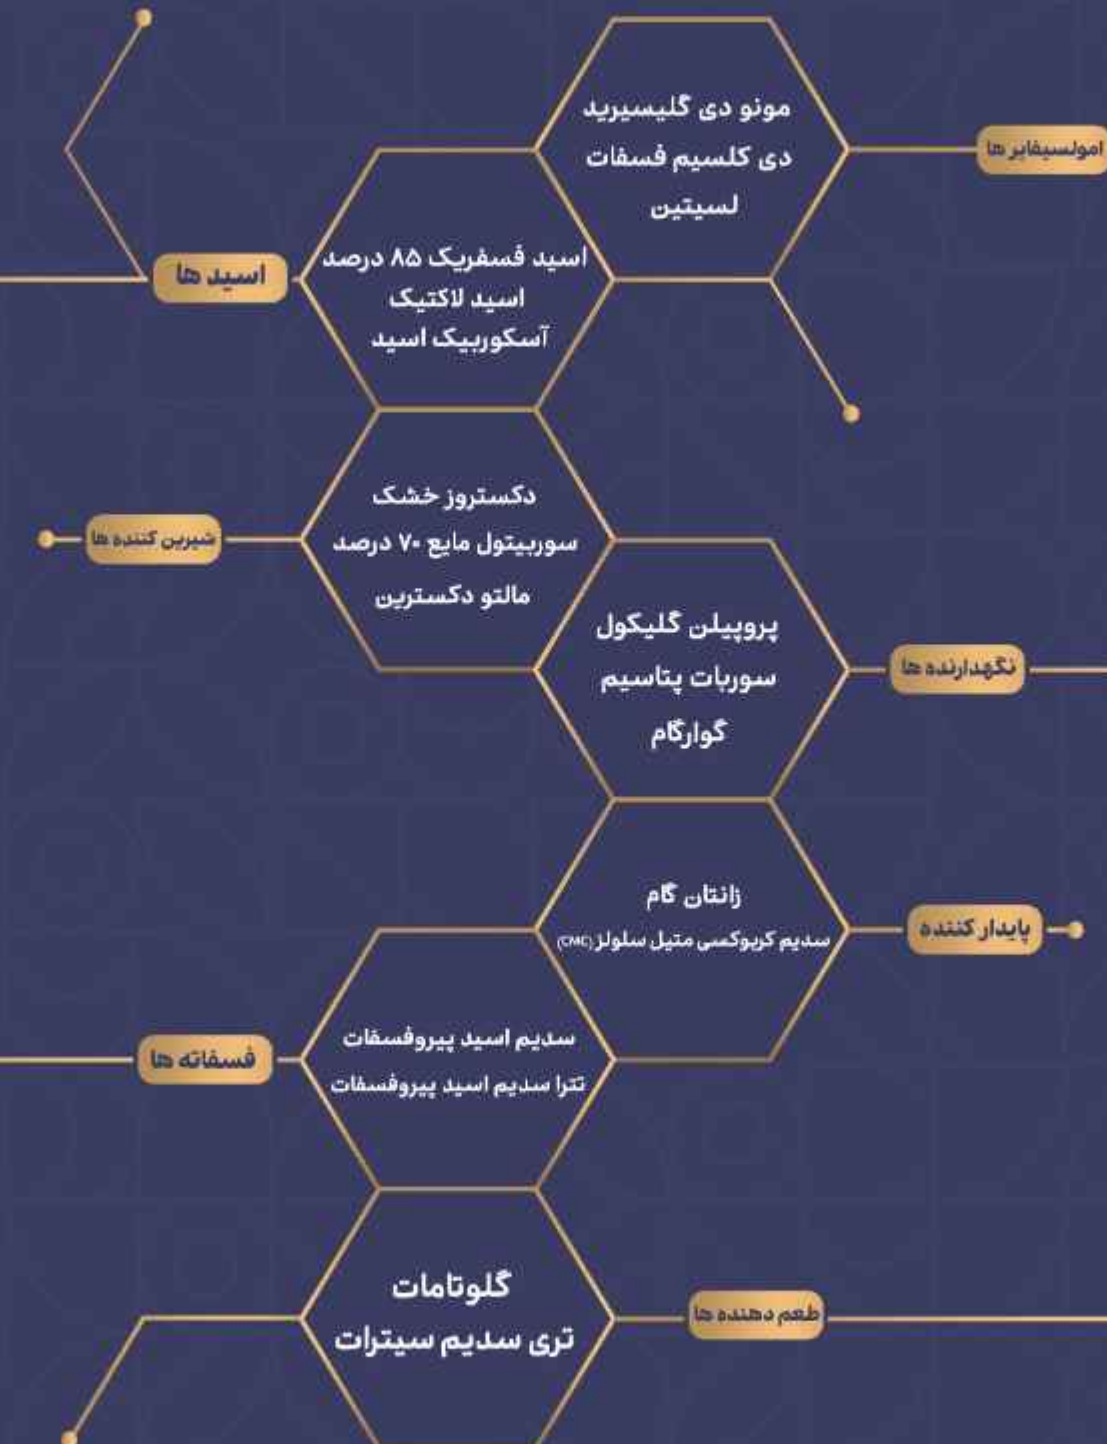 امولسیفایر ها
مونو دی گلیسیرید
دی کلسیم فسفات
لسیتین
اسید ها
اسید فسفریک ۸۵ درصد
اسید لاکتیک
آسکوربیک اسید
شیرین کننده ها
دکستروز خشک
سوربیتول مایع ۷۰ درصد
مالتو دکسترین
نگهدارنده ها
پروپیلن گلیکول
سوربات پتاسیم
گوارگام
پایدار کننده
زانتان گام
سدیم کربوکسی متیل سلولز (CMC)
فسفاته ها
سدیم اسید پیروفسفات
تترا سدیم اسید پیروفسفات
طعم دهنده ها
گلوتامات
تری سدیم سیترات